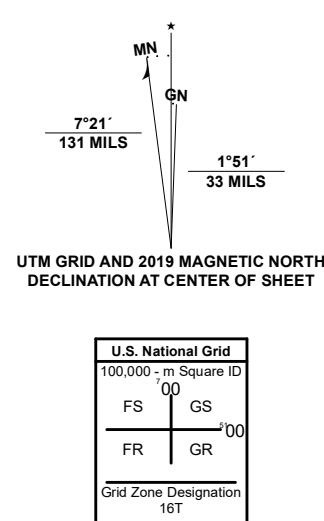 ★
MN
GN
7°21´
131 MILS
1°51´
33 MILS
UTM GRID AND 2019 MAGNETIC NORTH
DECLINATION AT CENTER OF SHEET
U.S. National Grid
100,000 - m Square ID
⁷00
FS GS
⁵¹00
FR GR
Grid Zone Designation
16T